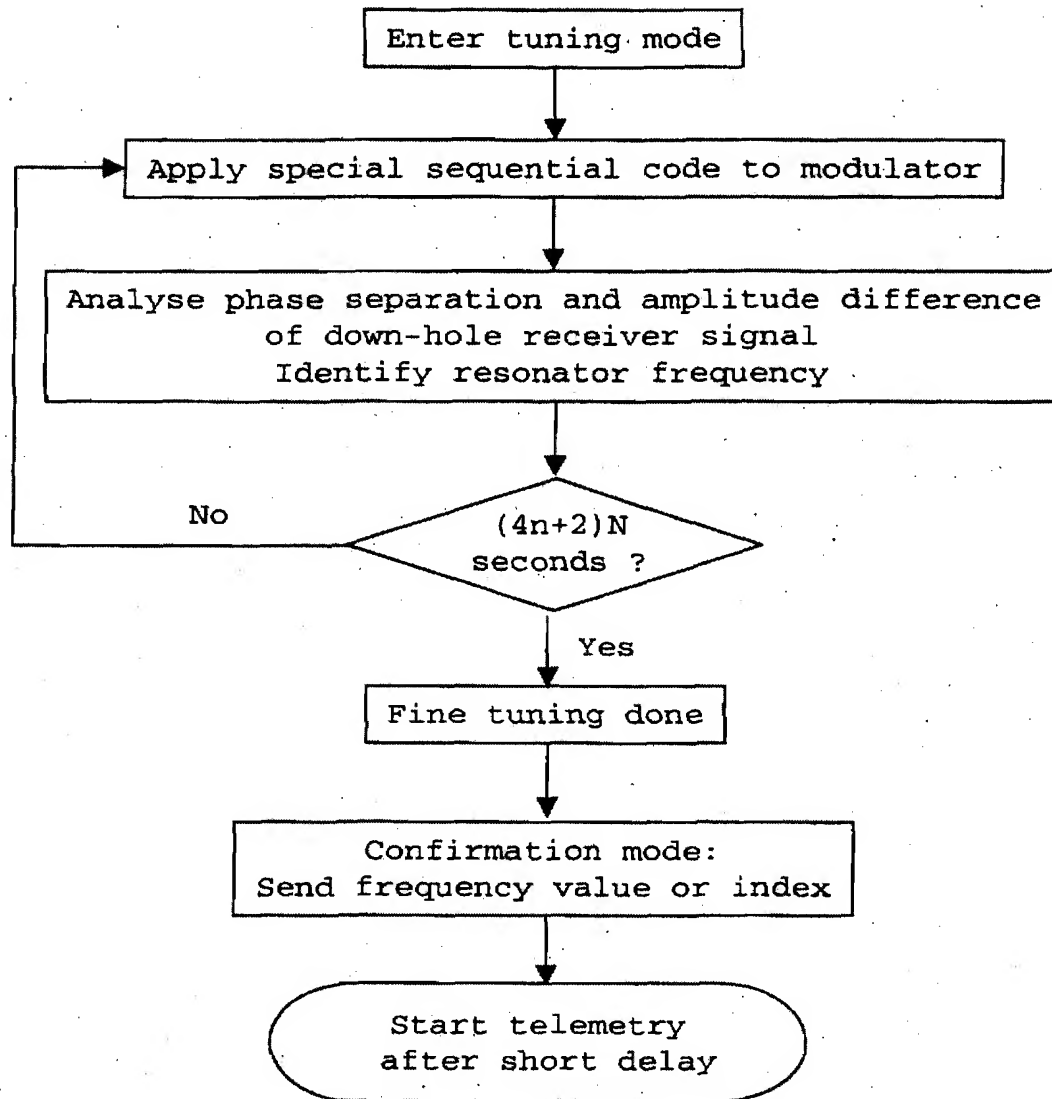 Enter tuning mode
Apply special sequential code to modulator
Analyse phase separation and amplitude difference
of down-hole receiver signal
Identify resonator frequency
No
(4n+2)N
seconds ?
Yes
Fine tuning done
Confirmation mode:
Send frequency value or index
Start telemetry
after short delay